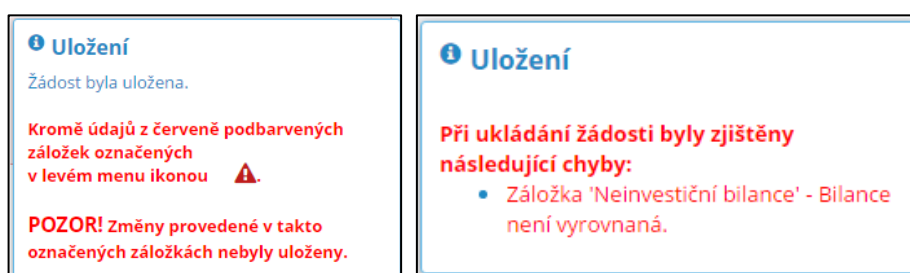 Uložení
Žádost byla uložena.
Kromě údajů z červeně podbarvených
záložek označených
v levém menu ikonou .
POZOR! Změny provedené v takto
označených záložkách nebyly uloženy.
Uložení
Při ukládání žádosti byly zjištěny
následující chyby:
• Záložka 'Neinvestiční bilance' - Bilance
není vyrovnaná.